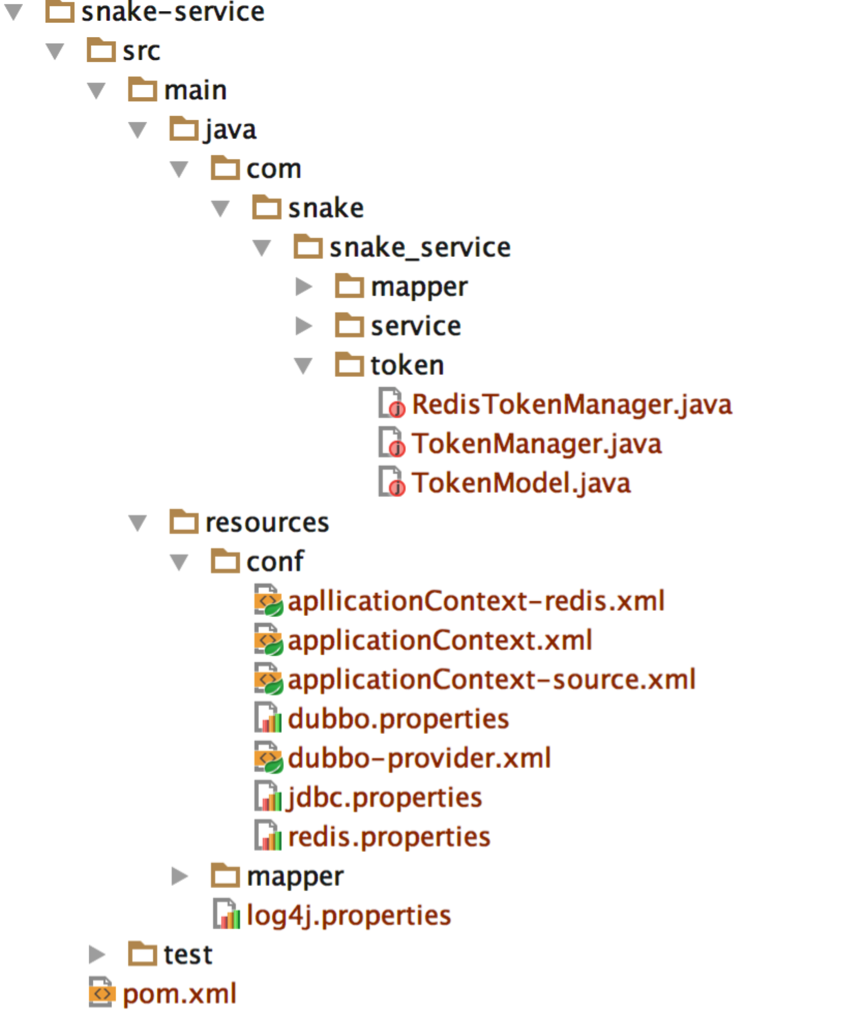 snake-service
src
main
java
com
snake
snake_service
mapper
service
token
RedisTokenManager.java
TokenManager.java
TokenModel.java
resources
conf
apllicationContext-redis.xml
applicationContext.xml
applicationContext-source.xml
dubbo.properties
dubbo-provider.xml
jdbc.properties
redis.properties
mapper
log4j.properties
test
pom.xml